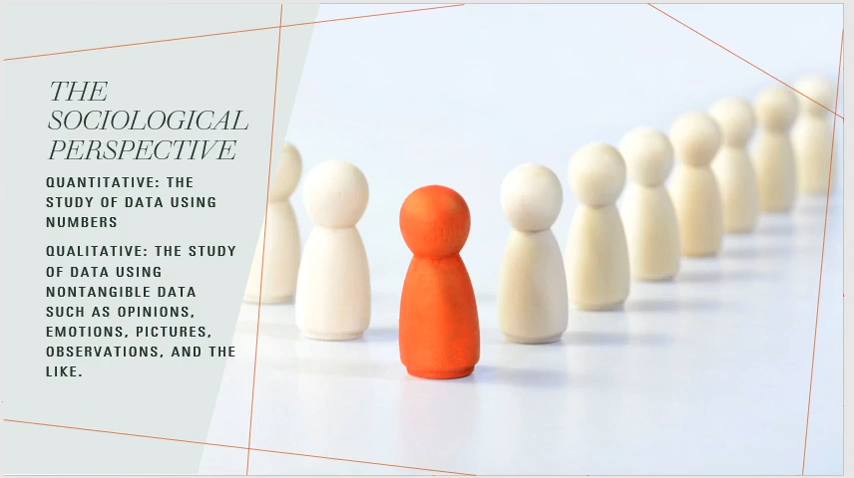 THE
SOCIOLOGICAL
PERSPECTIVE
QUANTITATIVE: THE
STUDY OF DATA USING
NUMBERS
QUALITATIVE: THE STUDY
OF DATA USING
NONTANGIBLE DATA
SUCH AS OPINIONS,
EMOTIONS, PICTURES,
OBSERVATIONS, AND THE
LIKE.